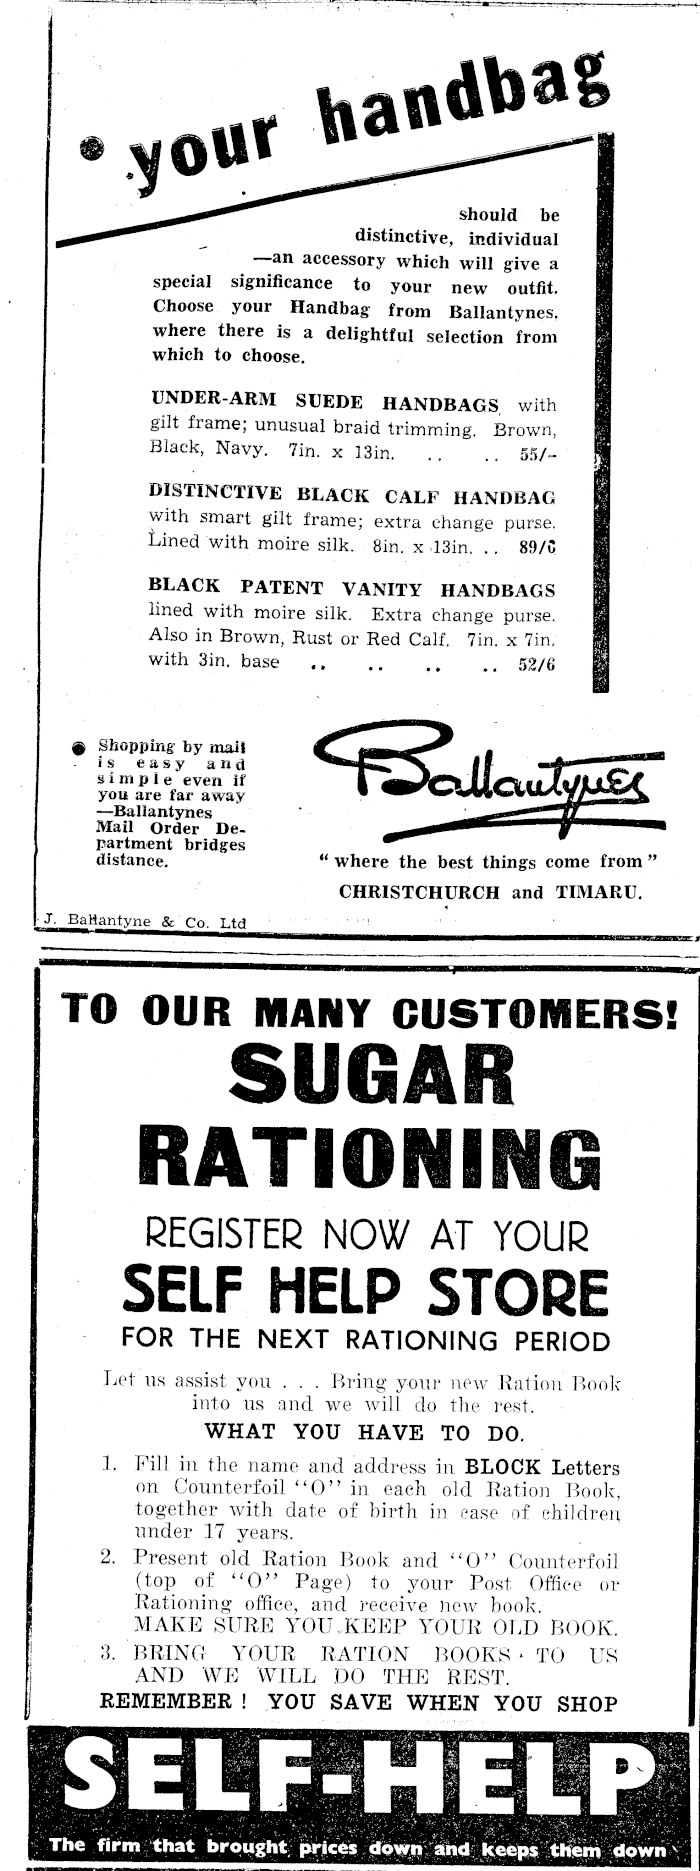 • your handbag
should be
distinctive, individual
—an accessory which will give a
special significance to your new outfit.
Choose your Handbag from Ballantynes,
where there is a delightful selection from
which to choose.
UNDER-ARM SUEDE HANDBAGS with
gilt frame; unusual braid trimming. Brown,
Black, Navy. 7in. x 13in. .. .. 55/-
DISTINCTIVE BLACK CALF HANDBAG
with smart gilt frame; extra change purse.
Lined with moire silk. 8in. x 13in. .. 89/6
BLACK PATENT VANITY HANDBAGS
lined with moire silk. Extra change purse.
Also in Brown, Rust or Red Calf. 7in. x 7in.
with 3in. base .. .. .. .. 52/6
• Shopping by mail
is easy and
simple even if
you are far away
—Ballantynes
Mail Order De-
partment bridges
distance.
Ballantynes
"where the best things come from"
CHRISTCHURCH and TIMARU.
J. Ballantyne & Co. Ltd
TO OUR MANY CUSTOMERS!
SUGAR
RATIONING
REGISTER NOW AT YOUR
SELF HELP STORE
FOR THE NEXT RATIONING PERIOD
Let us assist you . . . Bring your new Ration Book
into us and we will do the rest.
WHAT YOU HAVE TO DO.
1. Fill in the name and address in BLOCK Letters
on Counterfoil "O" in each old Ration Book,
together with date of birth in case of children
under 17 years.
2. Present old Ration Book and "O" Counterfoil
(top of "O" Page) to your Post Office or
Rationing office, and receive new book.
MAKE SURE YOU KEEP YOUR OLD BOOK.
3. BRING YOUR RATION BOOKS TO US
AND WE WILL DO THE REST.
REMEMBER! YOU SAVE WHEN YOU SHOP
SELF-HELP
The firm that brought prices down and keeps them down